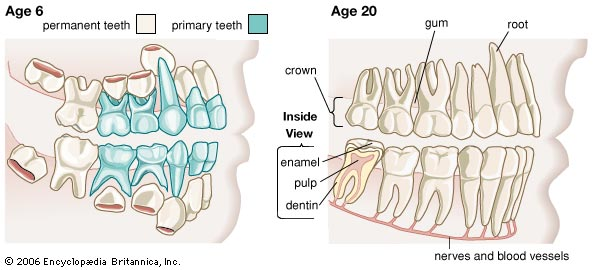 Age 6
permanent teeth
primary teeth
Age 20
gum
root
crown
Inside
View
enamel
pulp
dentin
nerves and blood vessels
© 2006 Encyclopædia Britannica, Inc.